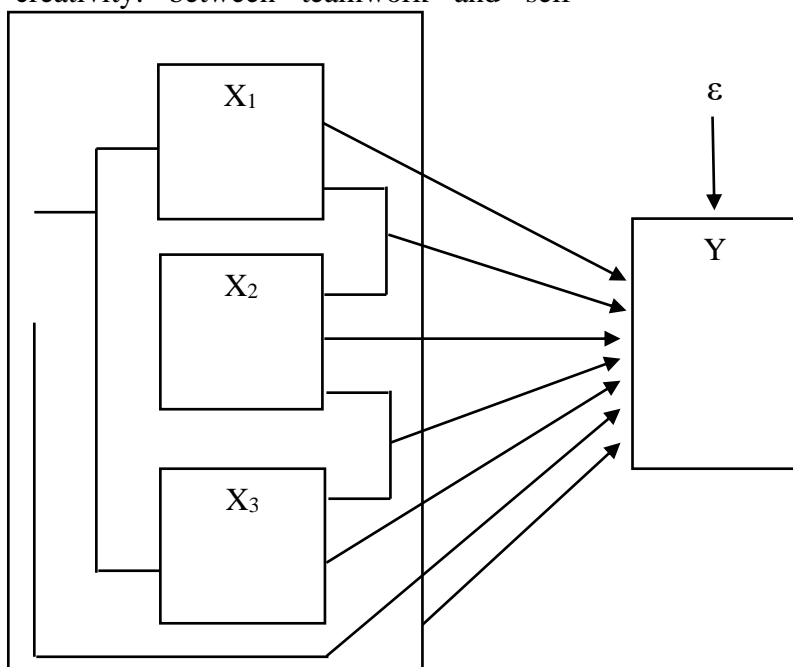 creativity. between teamwork and self
X₁
ε
Y
X₂
X₃